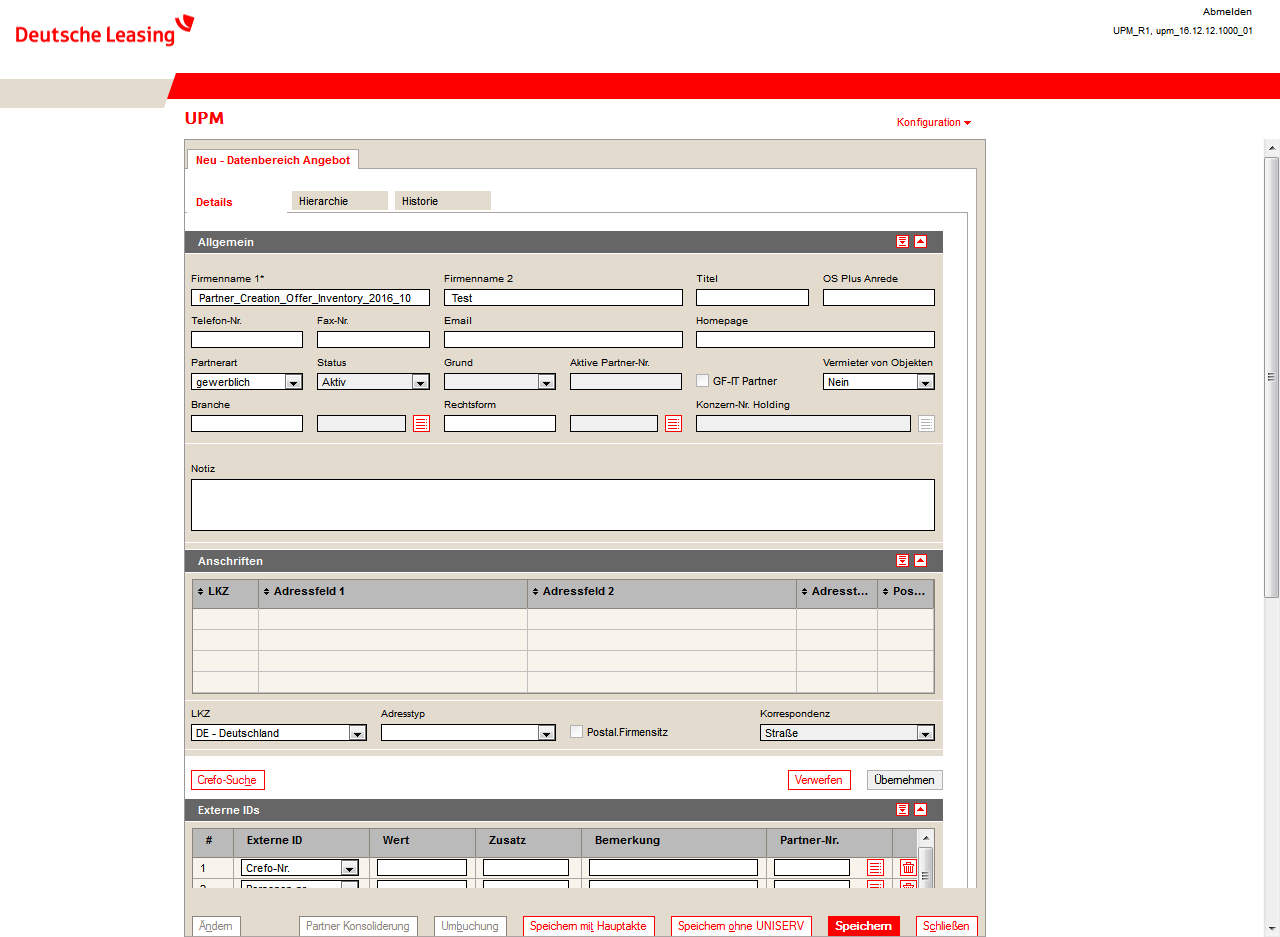 Abmelden
Deutsche Leasing
UPM_R1, upm_16.12.12.1000_01
UPM
Konfiguration
Neu - Datenbereich Angebot
Details Hierarchie Historie
Allgemein
Firmenname 1* Firmenname 2 Titel OS Plus Anrede
Partner_Creation_Offer_Inventory_2016_10 Test
Telefon-Nr. Fax-Nr. Email Homepage
Partnerart Status Grund Aktive Partner-Nr. Vermieter von Objekten
gewerblich Aktiv GF-IT Partner Nein
Branche Rechtsform Konzern-Nr. Holding
Notiz
Anschriften
LKZ Adressfeld 1 Adressfeld 2 Adresst... Pos...
LKZ Adresstyp Korrespondenz
DE - Deutschland Postal.Firmensitz Straße
Crefo-Suche Verwerfen Übernehmen
Externe IDs
# Externe ID Wert Zusatz Bemerkung Partner-Nr.
1 Crefo-Nr.
Ändern Partner Konsolidierung Umbuchung Speichern mit Hauptakte Speichern ohne UNISERV Speichern Schließen